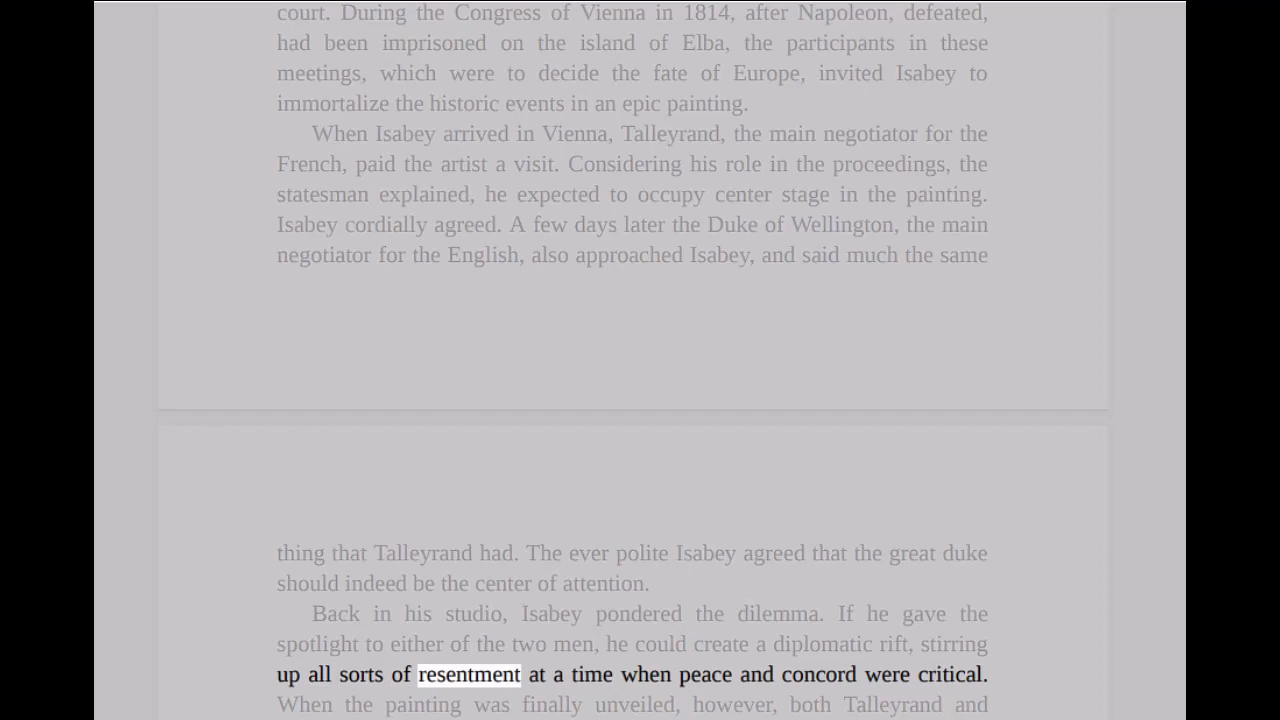 court. During the Congress of Vienna in 1814, after Napoleon, defeated,
had been imprisoned on the island of Elba, the participants in these
meetings, which were to decide the fate of Europe, invited Isabey to
immortalize the historic events in an epic painting.
When Isabey arrived in Vienna, Talleyrand, the main negotiator for the
French, paid the artist a visit. Considering his role in the proceedings, the
statesman explained, he expected to occupy center stage in the painting.
Isabey cordially agreed. A few days later the Duke of Wellington, the main
negotiator for the English, also approached Isabey, and said much the same
thing that Talleyrand had. The ever polite Isabey agreed that the great duke
should indeed be the center of attention.
Back in his studio, Isabey pondered the dilemma. If he gave the
spotlight to either of the two men, he could create a diplomatic rift, stirring
up all sorts of resentment at a time when peace and concord were critical.
When the painting was finally unveiled, however, both Talleyrand and